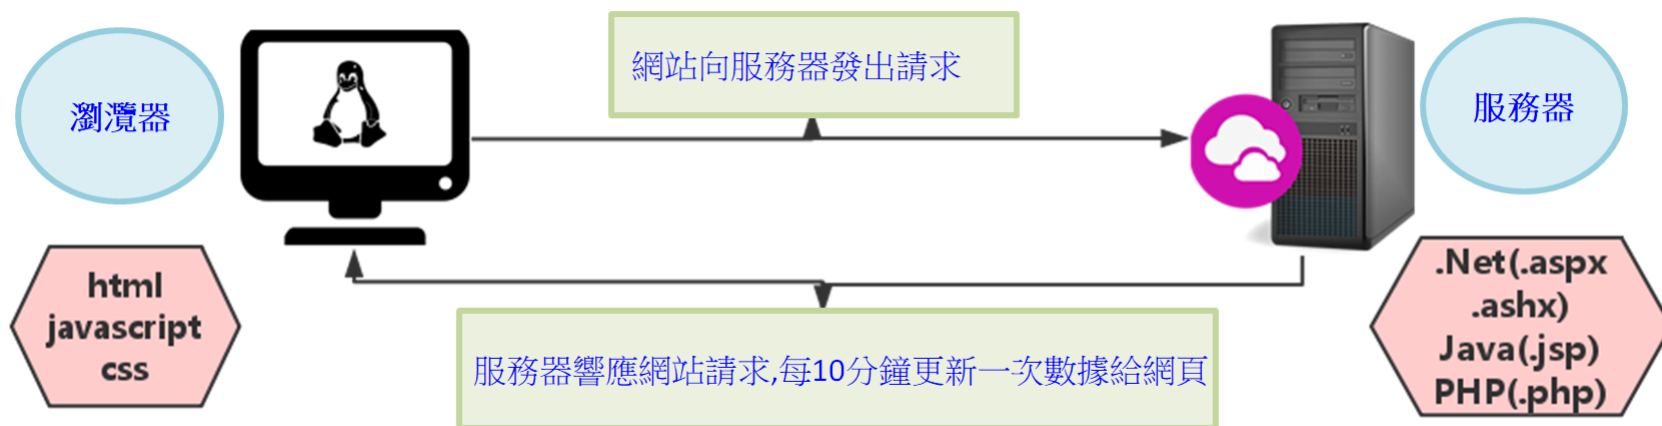 網站向服務器發出請求
瀏灠器
服務器
html
javascript
css
.Net(.aspx
.ashx)
Java(.jsp)
PHP(.php)
服務器響應網站請求,每10分鐘更新一次數據給網頁